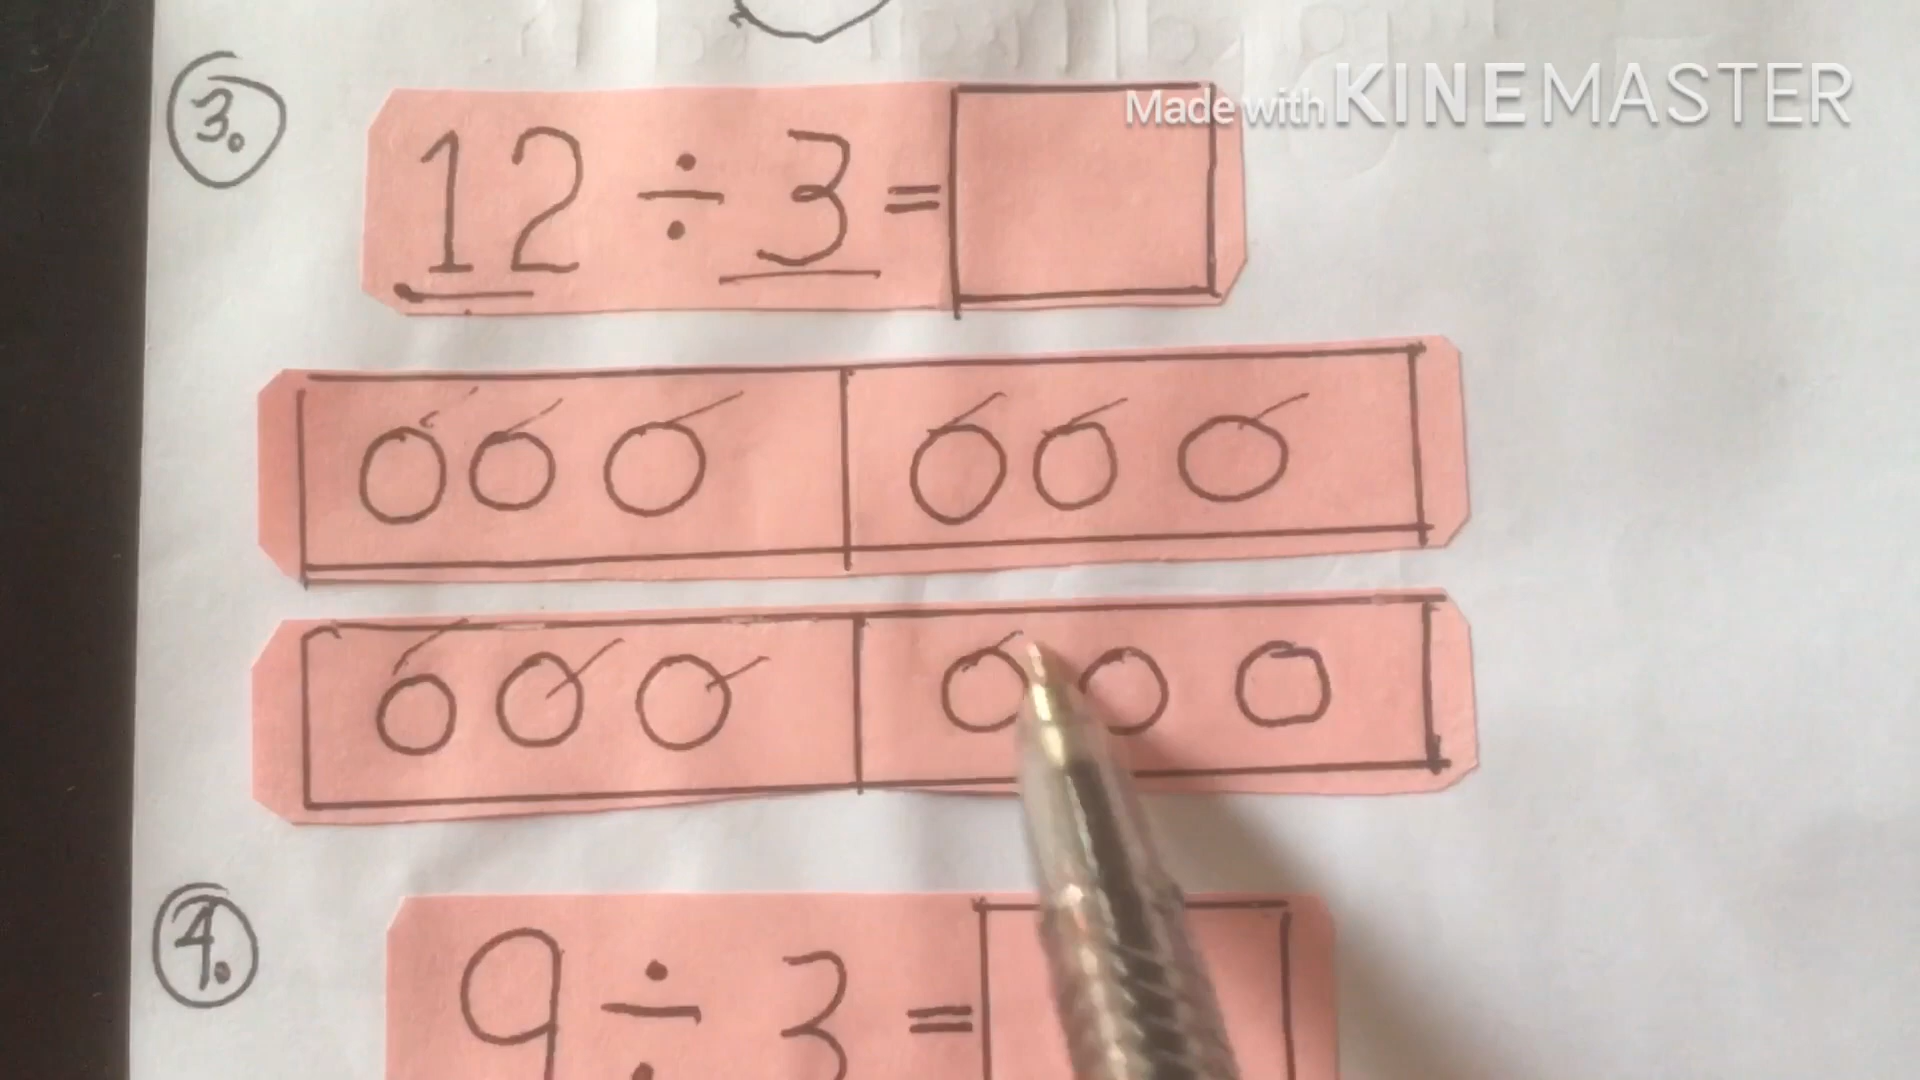 Made with KINEMASTER
3.
12 ÷ 3 =
4.
9 ÷ 3 =